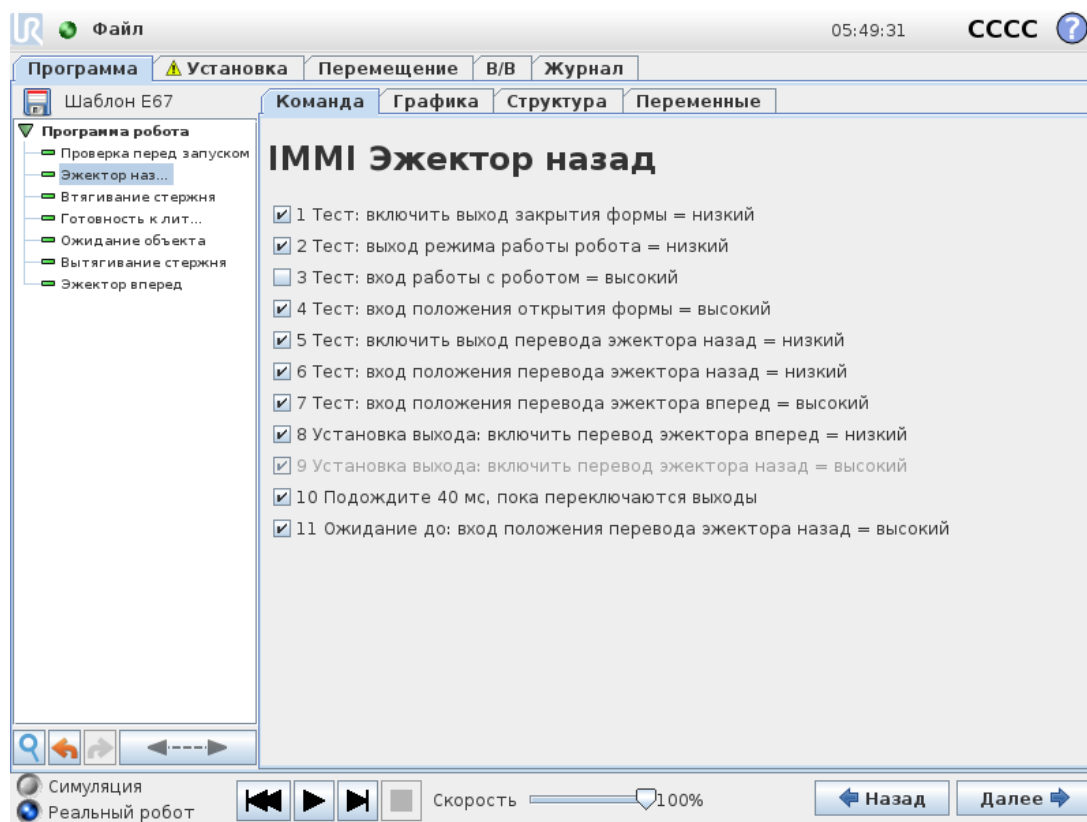 UR Файл 05:49:31 CCCC ?
Программа Установка Перемещение В/В Журнал
Шаблон E67
Команда Графика Структура Переменные
Программа робота
Проверка перед запуском
Эжектор наз...
Втягивание стержня
Готовность к лит...
Ожидание объекта
Вытягивание стержня
Эжектор вперед
IMMI Эжектор назад
1 Тест: включить выход закрытия формы = низкий
2 Тест: выход режима работы робота = низкий
3 Тест: вход работы с роботом = высокий
4 Тест: вход положения открытия формы = высокий
5 Тест: включить выход перевода эжектора назад = низкий
6 Тест: вход положения перевода эжектора назад = низкий
7 Тест: вход положения перевода эжектора вперед = высокий
8 Установка выхода: включить перевод эжектора вперед = низкий
9 Установка выхода: включить перевод эжектора назад = высокий
10 Подождите 40 мс, пока переключаются выходы
11 Ожидание до: вход положения перевода эжектора назад = высокий
Симуляция
Реальный робот
Скорость 100%
Назад Далее